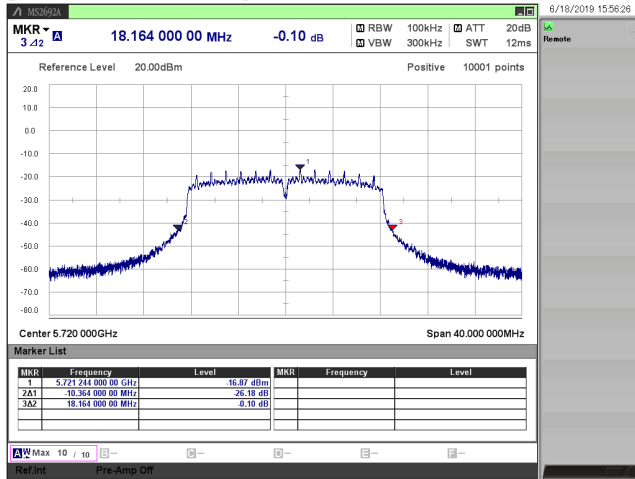 MS2692A
6/18/2019 15:56:26
MKR 3 Δ2 A 18.164 000 00 MHz -0.10 dB
RBW 100kHz ATT 20dB
VBW 300kHz SWT 12ms
Remote
Reference Level 20.00dBm Positive 10001 points
20.0
10.0
0.0
-10.0
-20.0
-30.0
-40.0
-50.0
-60.0
-70.0
-80.0
1
2
3
Center 5.720 000GHz Span 40.000 000MHz
Marker List
MKR Frequency Level MKR Frequency Level
1 5.721 244 000 00 GHz -16.87 dBm
2Δ1 -10.364 000 00 MHz -26.18 dB
3Δ2 18.164 000 00 MHz -0.10 dB
A W Max 10 / 10 B- C- D- E- F-
Ref.Int Pre-Amp Off